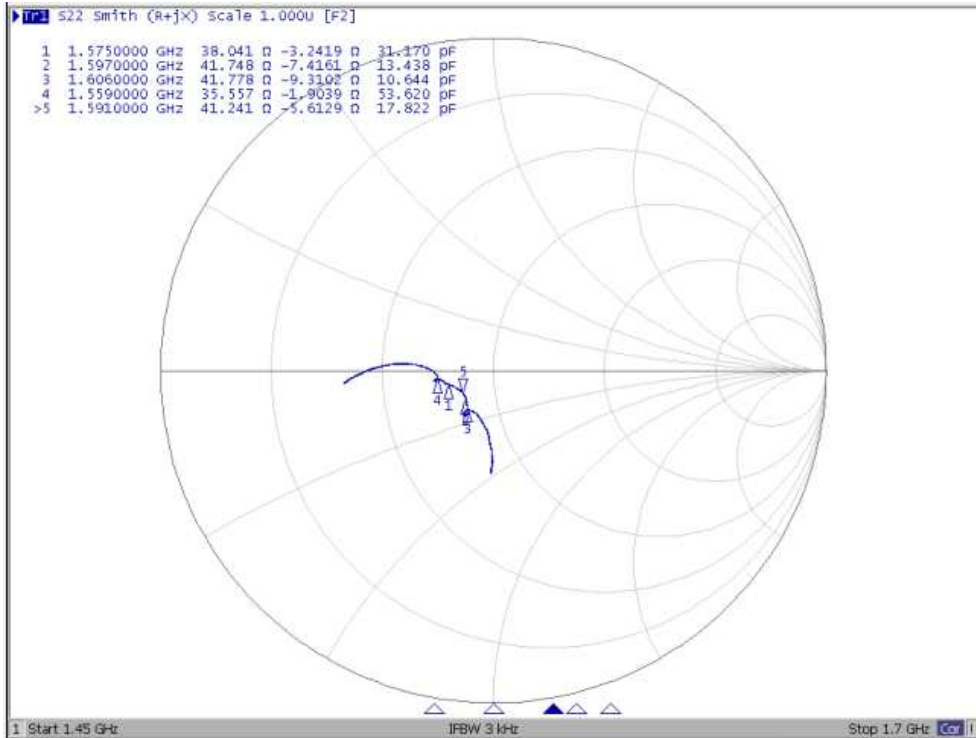 Tr1 S22 Smith (R+jX) Scale 1.000U [F2]
1 1.5750000 GHz 38.041 Ω -3.2419 Ω 31.170 pF
2 1.5970000 GHz 41.748 Ω -7.4161 Ω 13.438 pF
3 1.6060000 GHz 41.778 Ω -9.3102 Ω 10.644 pF
4 1.5590000 GHz 35.557 Ω -1.9039 Ω 53.620 pF
>5 1.5910000 GHz 41.241 Ω -5.6129 Ω 17.822 pF
5
4 1
3
1 Start 1.45 GHz IFBW 3 kHz Stop 1.7 GHz Cor